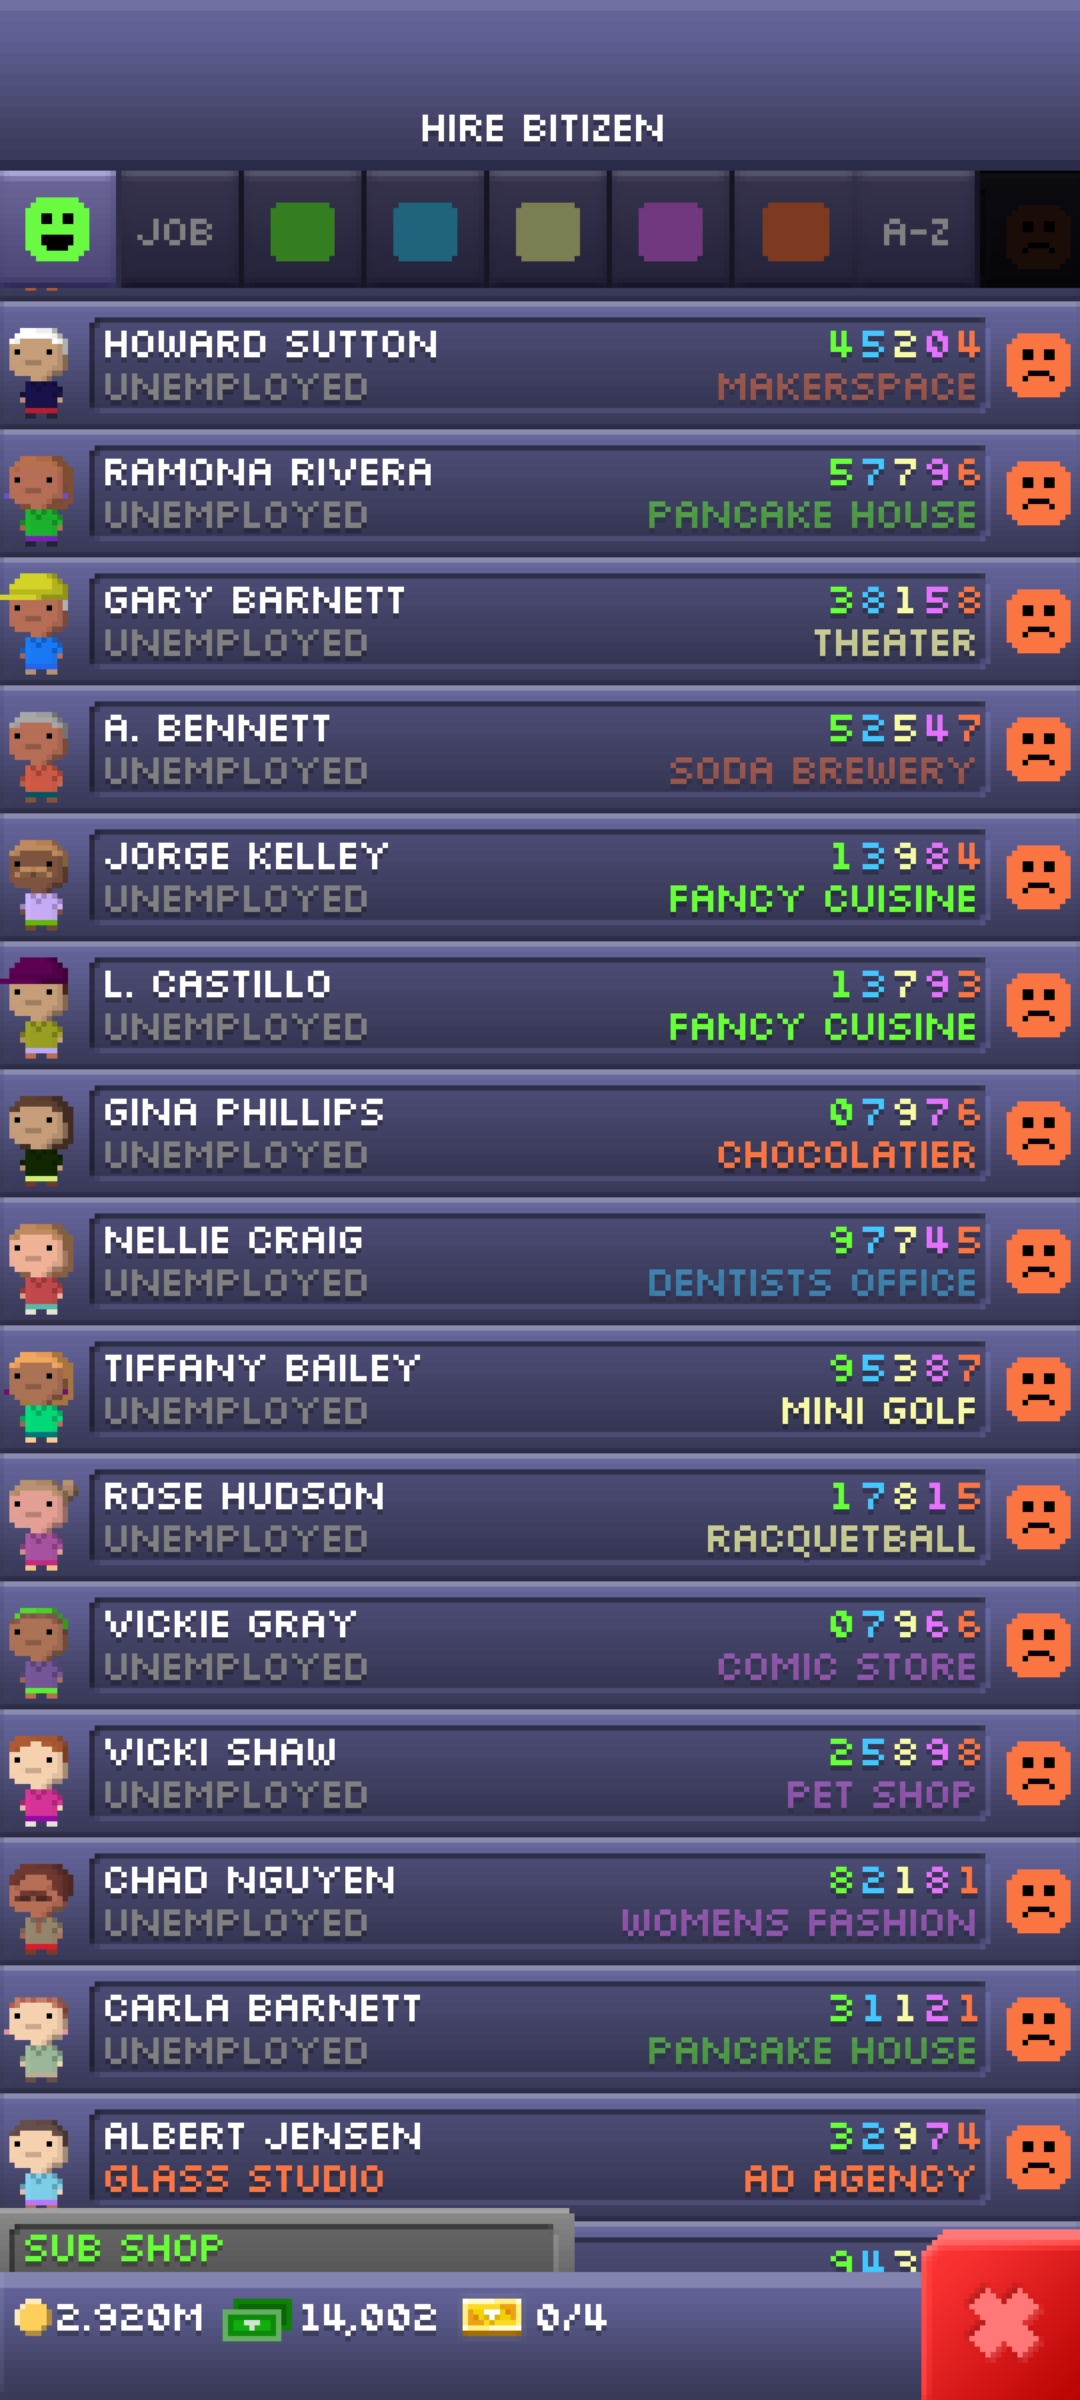 HIRE BITIZEN
JOB A-Z
HOWARD SUTTON 45204
UNEMPLOYED MAKERSPACE
RAMONA RIVERA 57796
UNEMPLOYED PANCAKE HOUSE
GARY BARNETT 38158
UNEMPLOYED THEATER
A. BENNETT 52547
UNEMPLOYED SODA BREWERY
JORGE KELLEY 13984
UNEMPLOYED FANCY CUISINE
L. CASTILLO 13793
UNEMPLOYED FANCY CUISINE
GINA PHILLIPS 07976
UNEMPLOYED CHOCOLATIER
NELLIE CRAIG 97745
UNEMPLOYED DENTISTS OFFICE
TIFFANY BAILEY 95387
UNEMPLOYED MINI GOLF
ROSE HUDSON 17815
UNEMPLOYED RACQUETBALL
VICKIE GRAY 07966
UNEMPLOYED COMIC STORE
VICKI SHAW 25898
UNEMPLOYED PET SHOP
CHAD NGUYEN 82181
UNEMPLOYED WOMENS FASHION
CARLA BARNETT 31121
UNEMPLOYED PANCAKE HOUSE
ALBERT JENSEN 32974
GLASS STUDIO AD AGENCY
SUB SHOP
2.920M 14,002 0/4